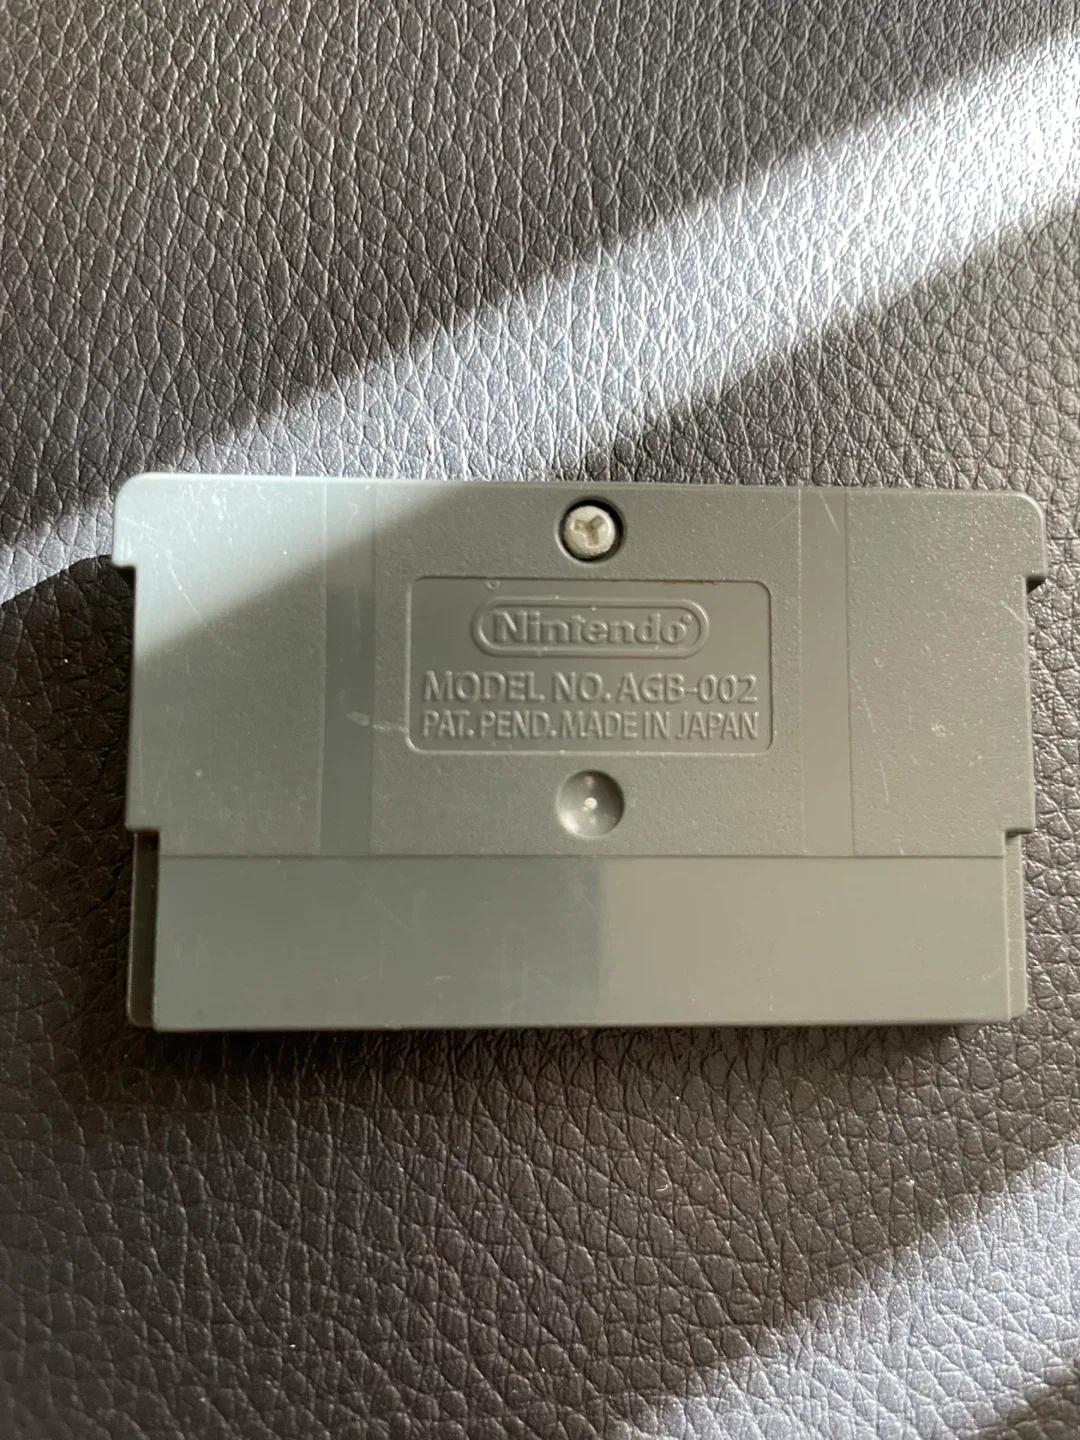 Nintendo®
MODEL NO. AGB-002
PAT. PEND. MADE IN JAPAN